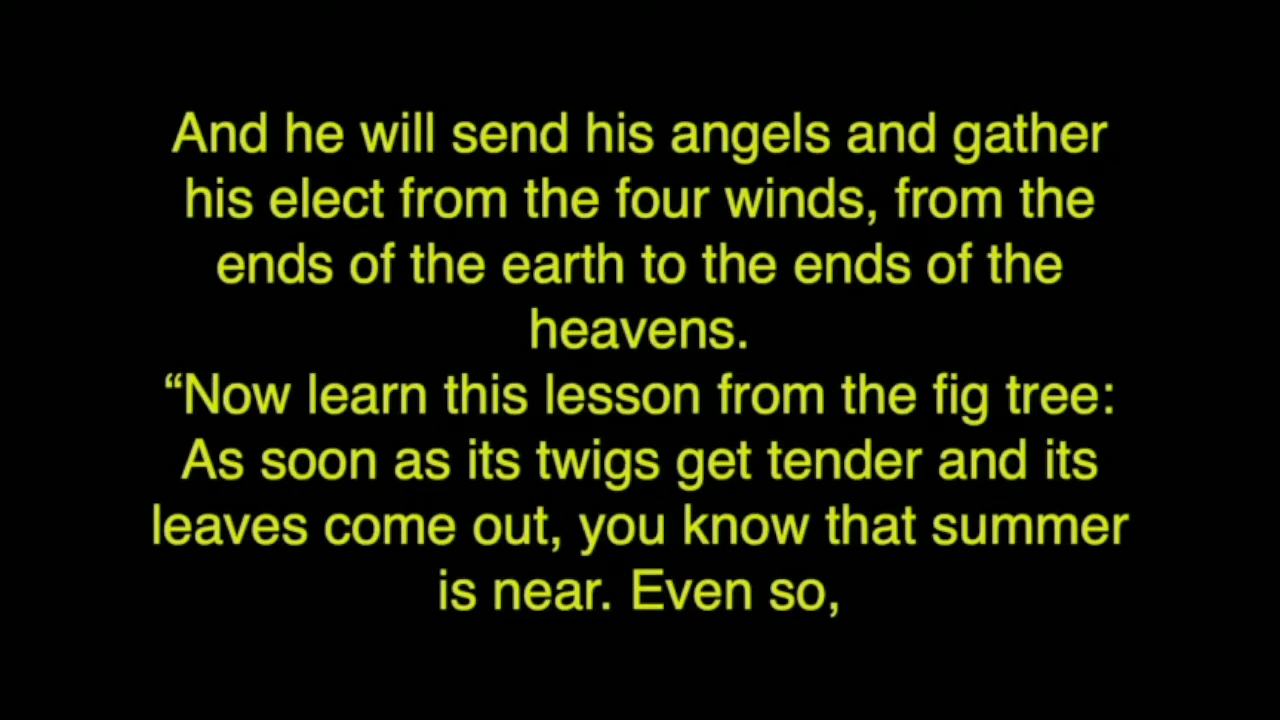 And he will send his angels and gather
his elect from the four winds, from the
ends of the earth to the ends of the
heavens.
“Now learn this lesson from the fig tree:
As soon as its twigs get tender and its
leaves come out, you know that summer
is near. Even so,